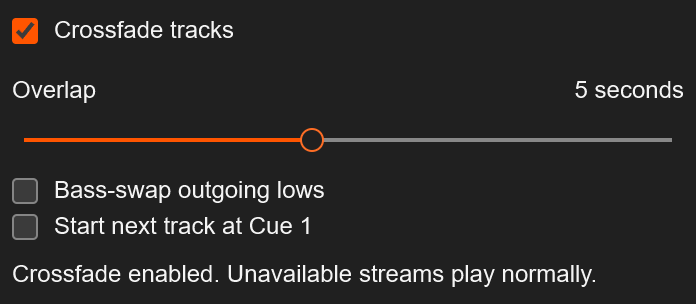 Crossfade tracks
Overlap 5 seconds
Bass-swap outgoing lows
Start next track at Cue 1
Crossfade enabled. Unavailable streams play normally.